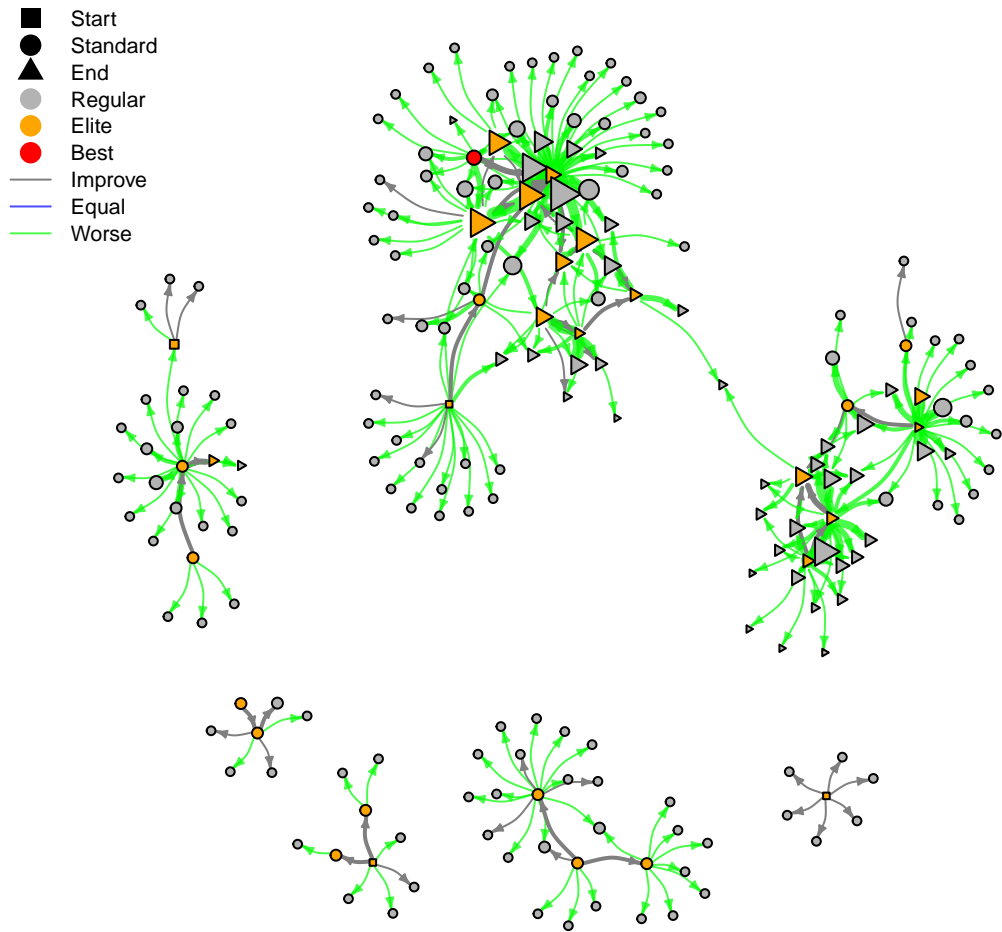 Start
Standard
End
Regular
Elite
Best
Improve
Equal
Worse